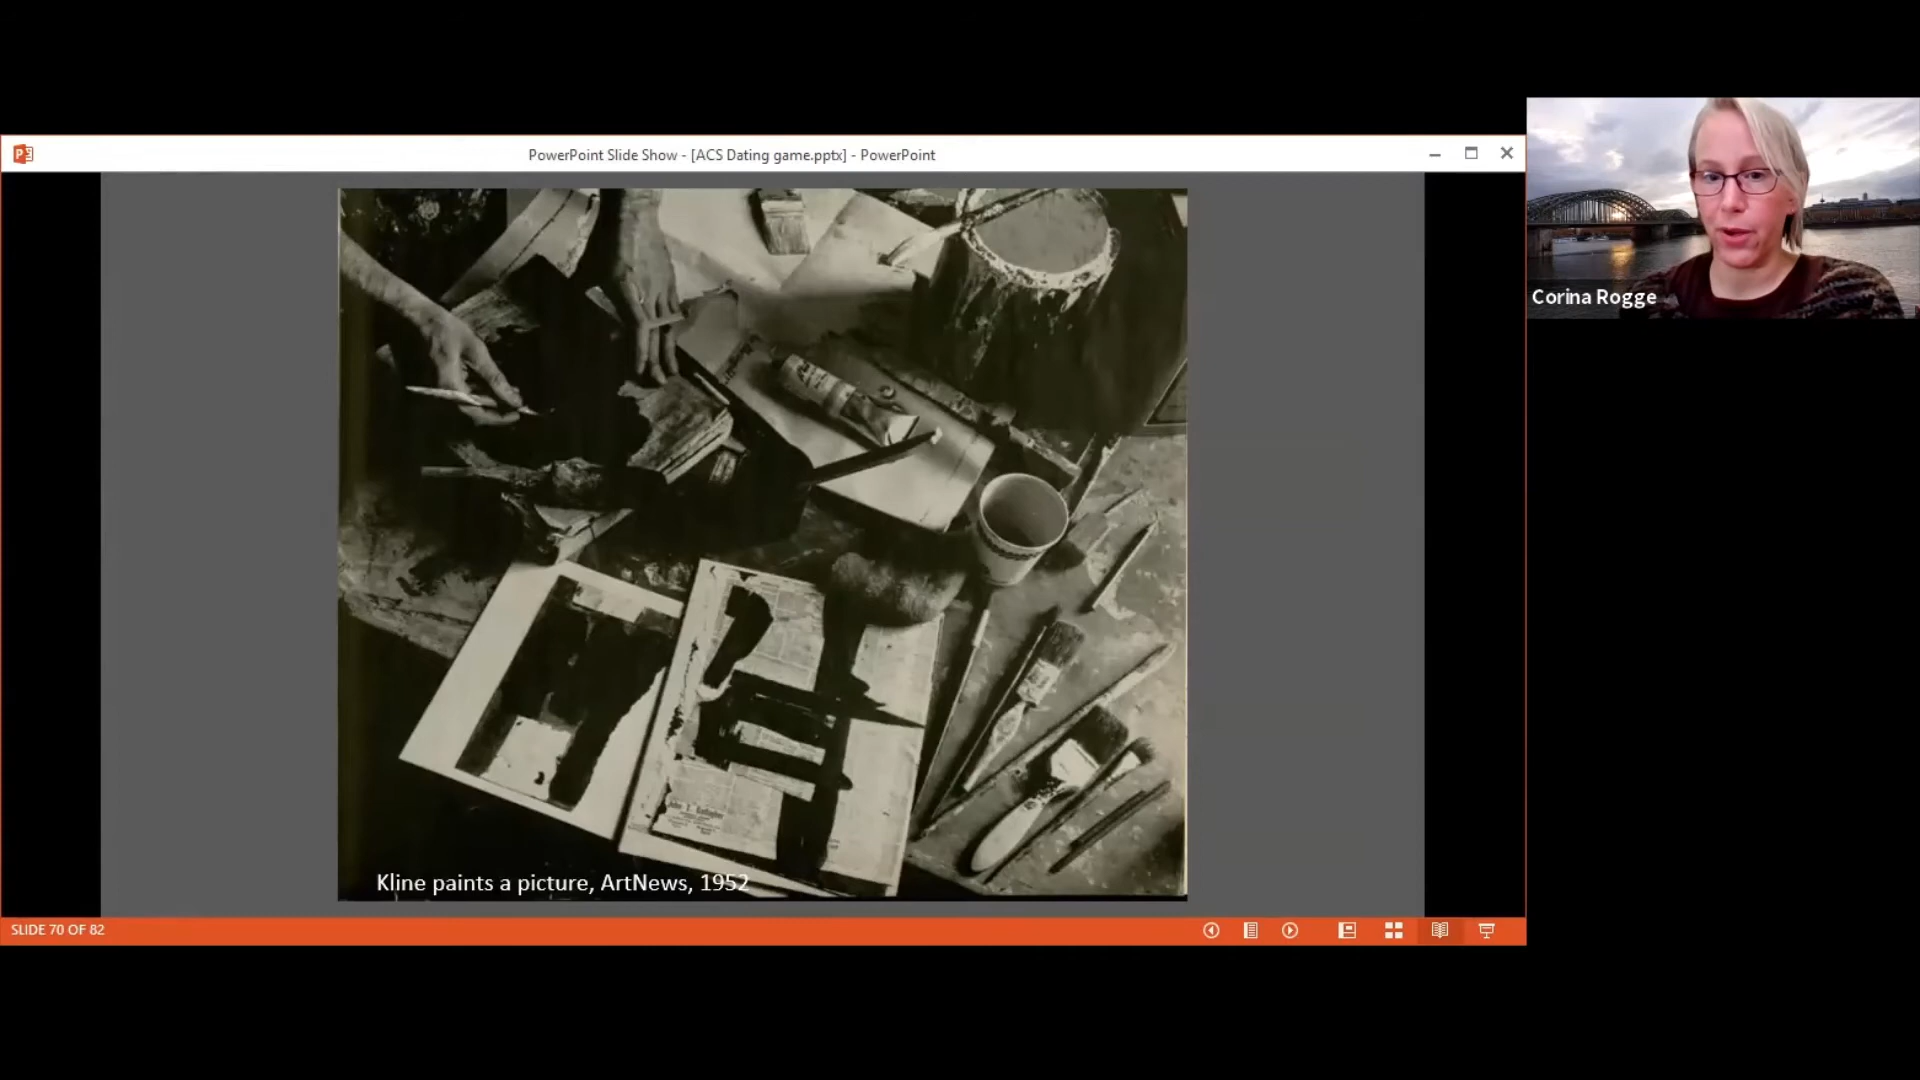 PowerPoint Slide Show - [ACS Dating game.pptx] - PowerPoint
Corina Rogge
Kline paints a picture, ArtNews, 1952
SLIDE 70 OF 82